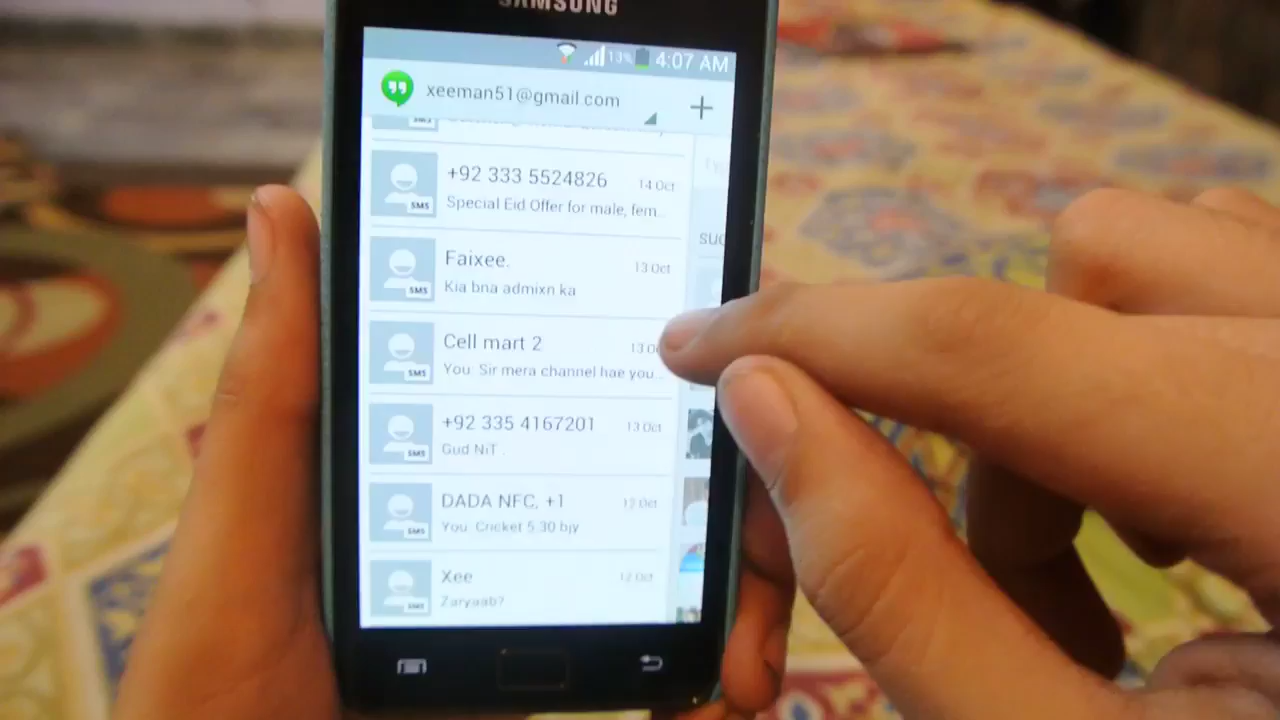 SAMSUNG
13% 4:07 AM
xeeman51@gmail.com
SMS
+92 333 5524826 14 Oct
Special Eid Offer for male, fem...
SMS
Faixee. 13 Oct
Kia bna admixn ka
SMS
Cell mart 2 13 O
You: Sir mera channel hae you...
SMS
+92 335 4167201 13 Oct
Gud NiT .
SMS
DADA NFC, +1 12 Oct
You: Cricket 5:30 bjy
SMS
Xee 12 Oct
Zaryaab?
SMS